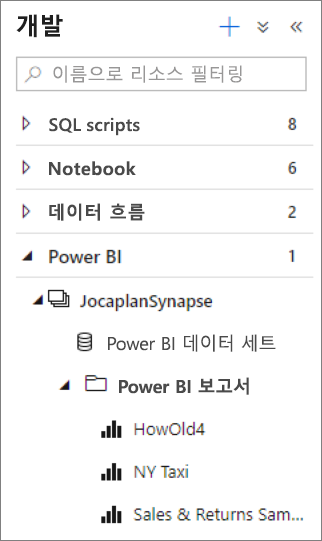 개발
이름으로 리소스 필터링
SQL scripts 8
Notebook 6
데이터 흐름 2
Power BI 1
JocaplanSynapse
Power BI 데이터 세트
Power BI 보고서
HowOld4
NY Taxi
Sales & Returns Sam...